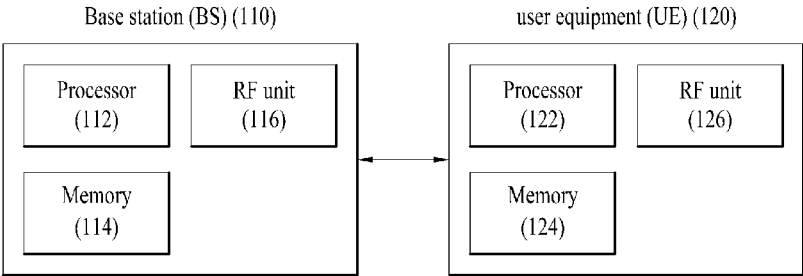 Base station (BS) (110)
user equipment (UE) (120)
Processor
(112)
RF unit
(116)
Memory
(114)
Processor
(122)
RF unit
(126)
Memory
(124)